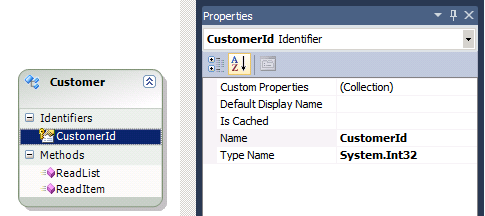 Customer
Identifiers
CustomerId
Methods
ReadList
ReadItem
Properties
CustomerId Identifier
Custom Properties (Collection)
Default Display Name
Is Cached
Name CustomerId
Type Name System.Int32